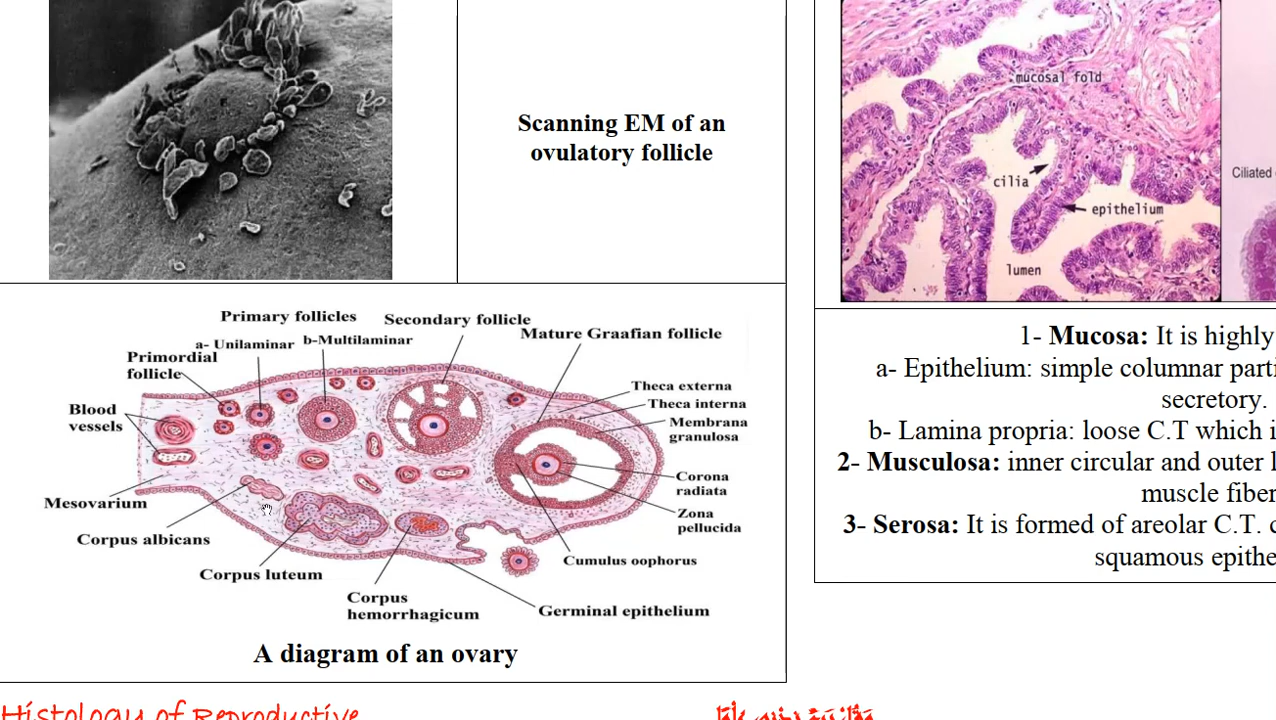 Scanning EM of an
ovulatory follicle
Primary follicles
Secondary follicle
Mature Graafian follicle
a- Unilaminar
b-Multilaminar
Primordial
follicle
Theca externa
Theca interna
Membrana
granulosa
Blood
vessels
Corona
radiata
Mesovarium
Zona
pellucida
Corpus albicans
Cumulus oophorus
Corpus luteum
Corpus
hemorrhagicum
Germinal epithelium
A diagram of an ovary
mucosal fold
cilia
epithelium
lumen
Ciliated
1- Mucosa: It is highly
a- Epithelium: simple columnar parti
secretory.
b- Lamina propria: loose C.T which i
2- Musculosa: inner circular and outer l
muscle fiber
3- Serosa: It is formed of areolar C.T. c
squamous epithe
Histology of Reproductive